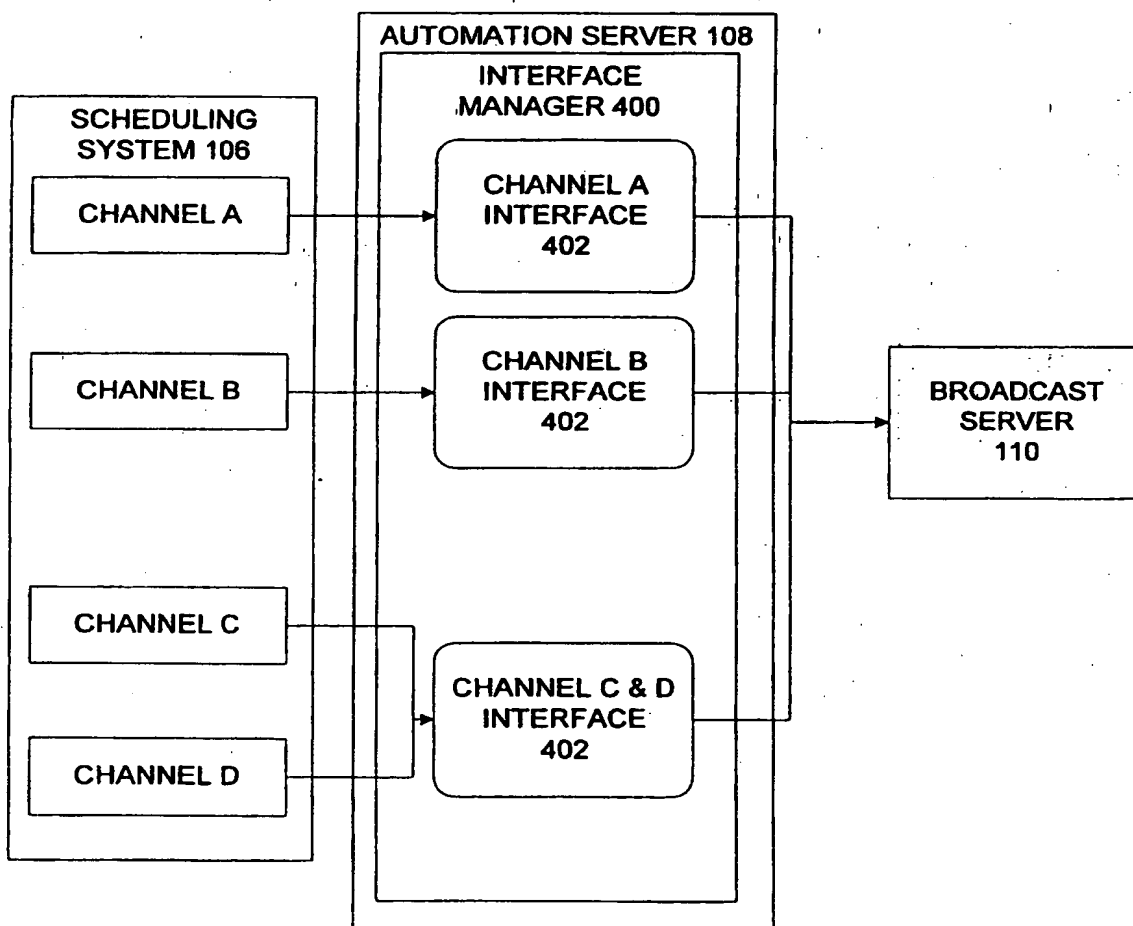 AUTOMATION SERVER 108
INTERFACE
MANAGER 400
SCHEDULING
SYSTEM 106
CHANNEL A
CHANNEL A
INTERFACE
402
CHANNEL B
CHANNEL B
INTERFACE
402
BROADCAST
SERVER
110
CHANNEL C
CHANNEL C & D
INTERFACE
402
CHANNEL D